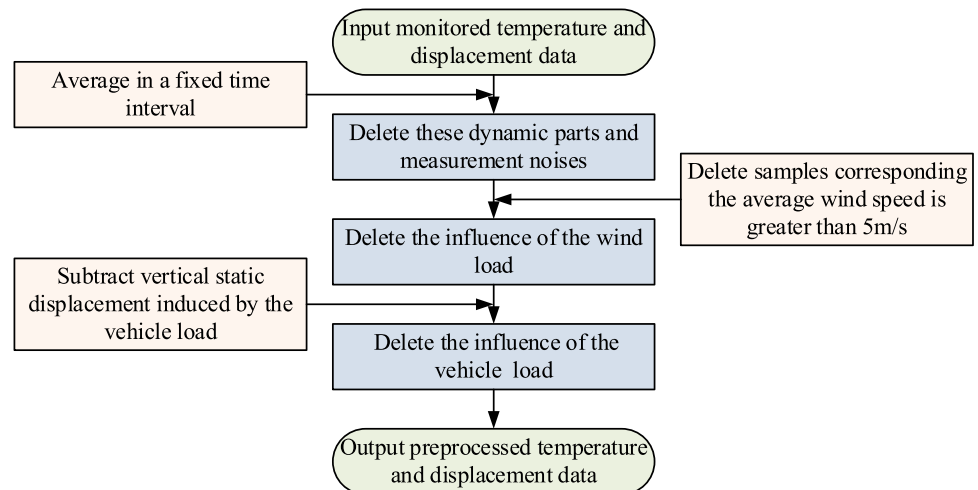 Input monitored temperature and
displacement data
Average in a fixed time
interval
Delete these dynamic parts and
measurement noises
Delete samples corresponding
the average wind speed is
greater than 5m/s
Delete the influence of the wind
load
Subtract vertical static
displacement induced by the
vehicle load
Delete the influence of the
vehicle load
Output preprocessed temperature
and displacement data